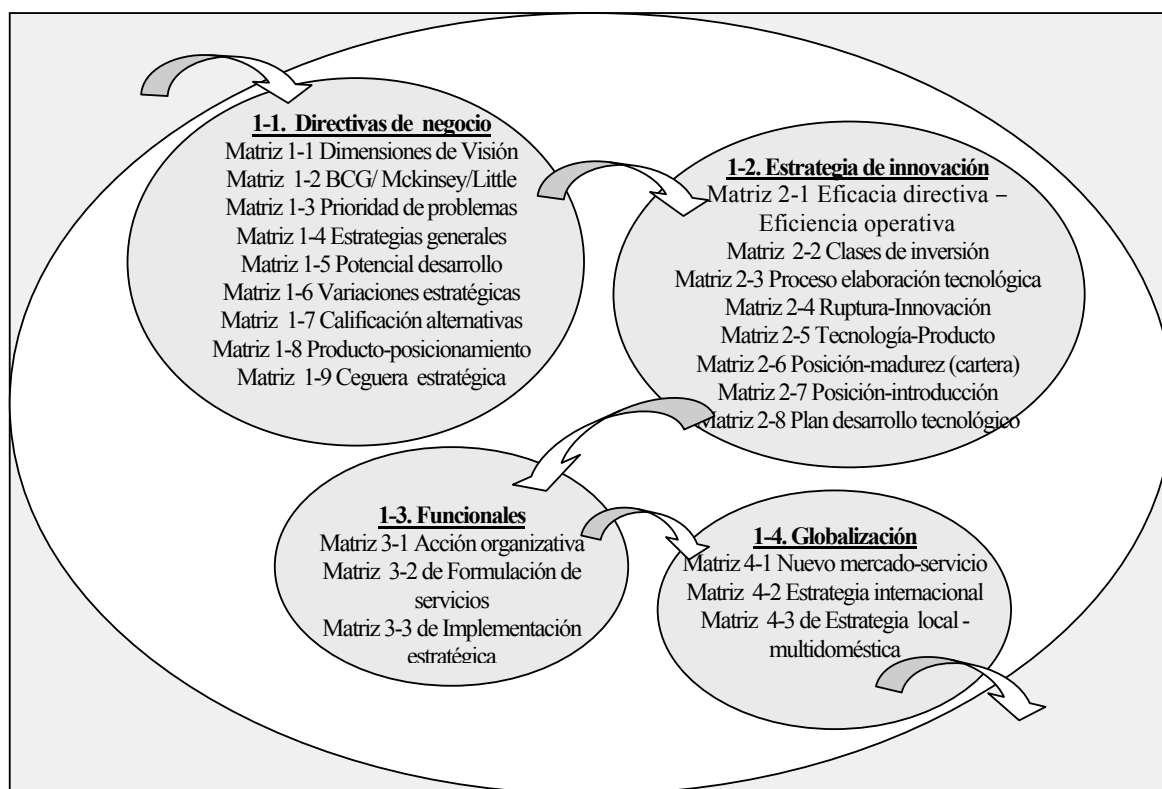 1-1. Directivas de negocio
Matriz 1-1 Dimensiones de Visión
Matriz 1-2 BCG/ Mckinsey/Little
Matriz 1-3 Prioridad de problemas
Matriz 1-4 Estrategias generales
Matriz 1-5 Potencial desarrollo
Matriz 1-6 Variaciones estratégicas
Matriz 1-7 Calificación alternativas
Matriz 1-8 Producto-posicionamiento
Matriz 1-9 Ceguera estratégica
1-2. Estrategia de innovación
Matriz 2-1 Eficacia directiva –
Eficiencia operativa
Matriz 2-2 Clases de inversión
Matriz 2-3 Proceso elaboración tecnológica
Matriz 2-4 Ruptura-Innovación
Matriz 2-5 Tecnología-Producto
Matriz 2-6 Posición-madurez (cartera)
Matriz 2-7 Posición-introducción
Matriz 2-8 Plan desarrollo tecnológico
1-3. Funcionales
Matriz 3-1 Acción organizativa
Matriz 3-2 de Formulación de
servicios
Matriz 3-3 de Implementación
estratégica
1-4. Globalización
Matriz 4-1 Nuevo mercado-servicio
Matriz 4-2 Estrategia internacional
Matriz 4-3 de Estrategia local -
multidoméstica